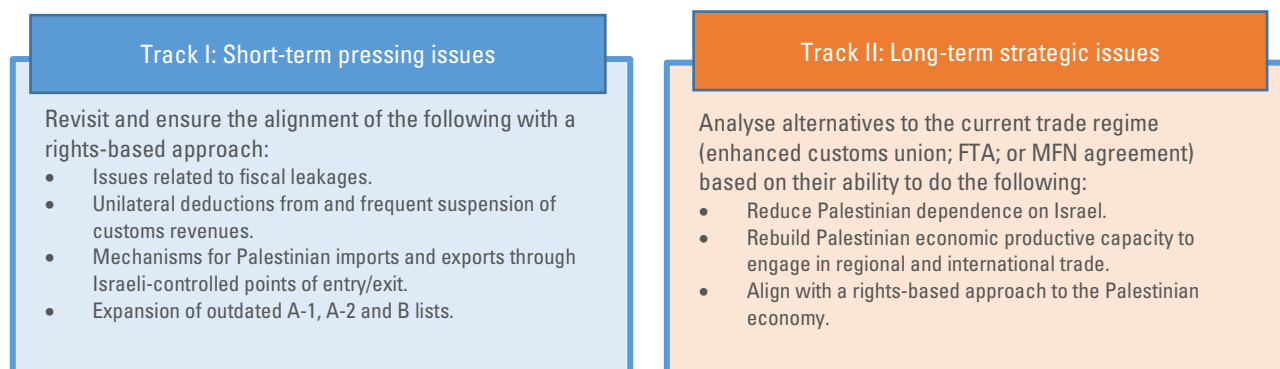 Track I: Short-term pressing issues
Revisit and ensure the alignment of the following with a
rights-based approach:
• Issues related to fiscal leakages.
• Unilateral deductions from and frequent suspension of
customs revenues.
• Mechanisms for Palestinian imports and exports through
Israeli-controlled points of entry/exit.
• Expansion of outdated A-1, A-2 and B lists.
Track II: Long-term strategic issues
Analyse alternatives to the current trade regime
(enhanced customs union; FTA; or MFN agreement)
based on their ability to do the following:
• Reduce Palestinian dependence on Israel.
• Rebuild Palestinian economic productive capacity to
engage in regional and international trade.
• Align with a rights-based approach to the Palestinian
economy.